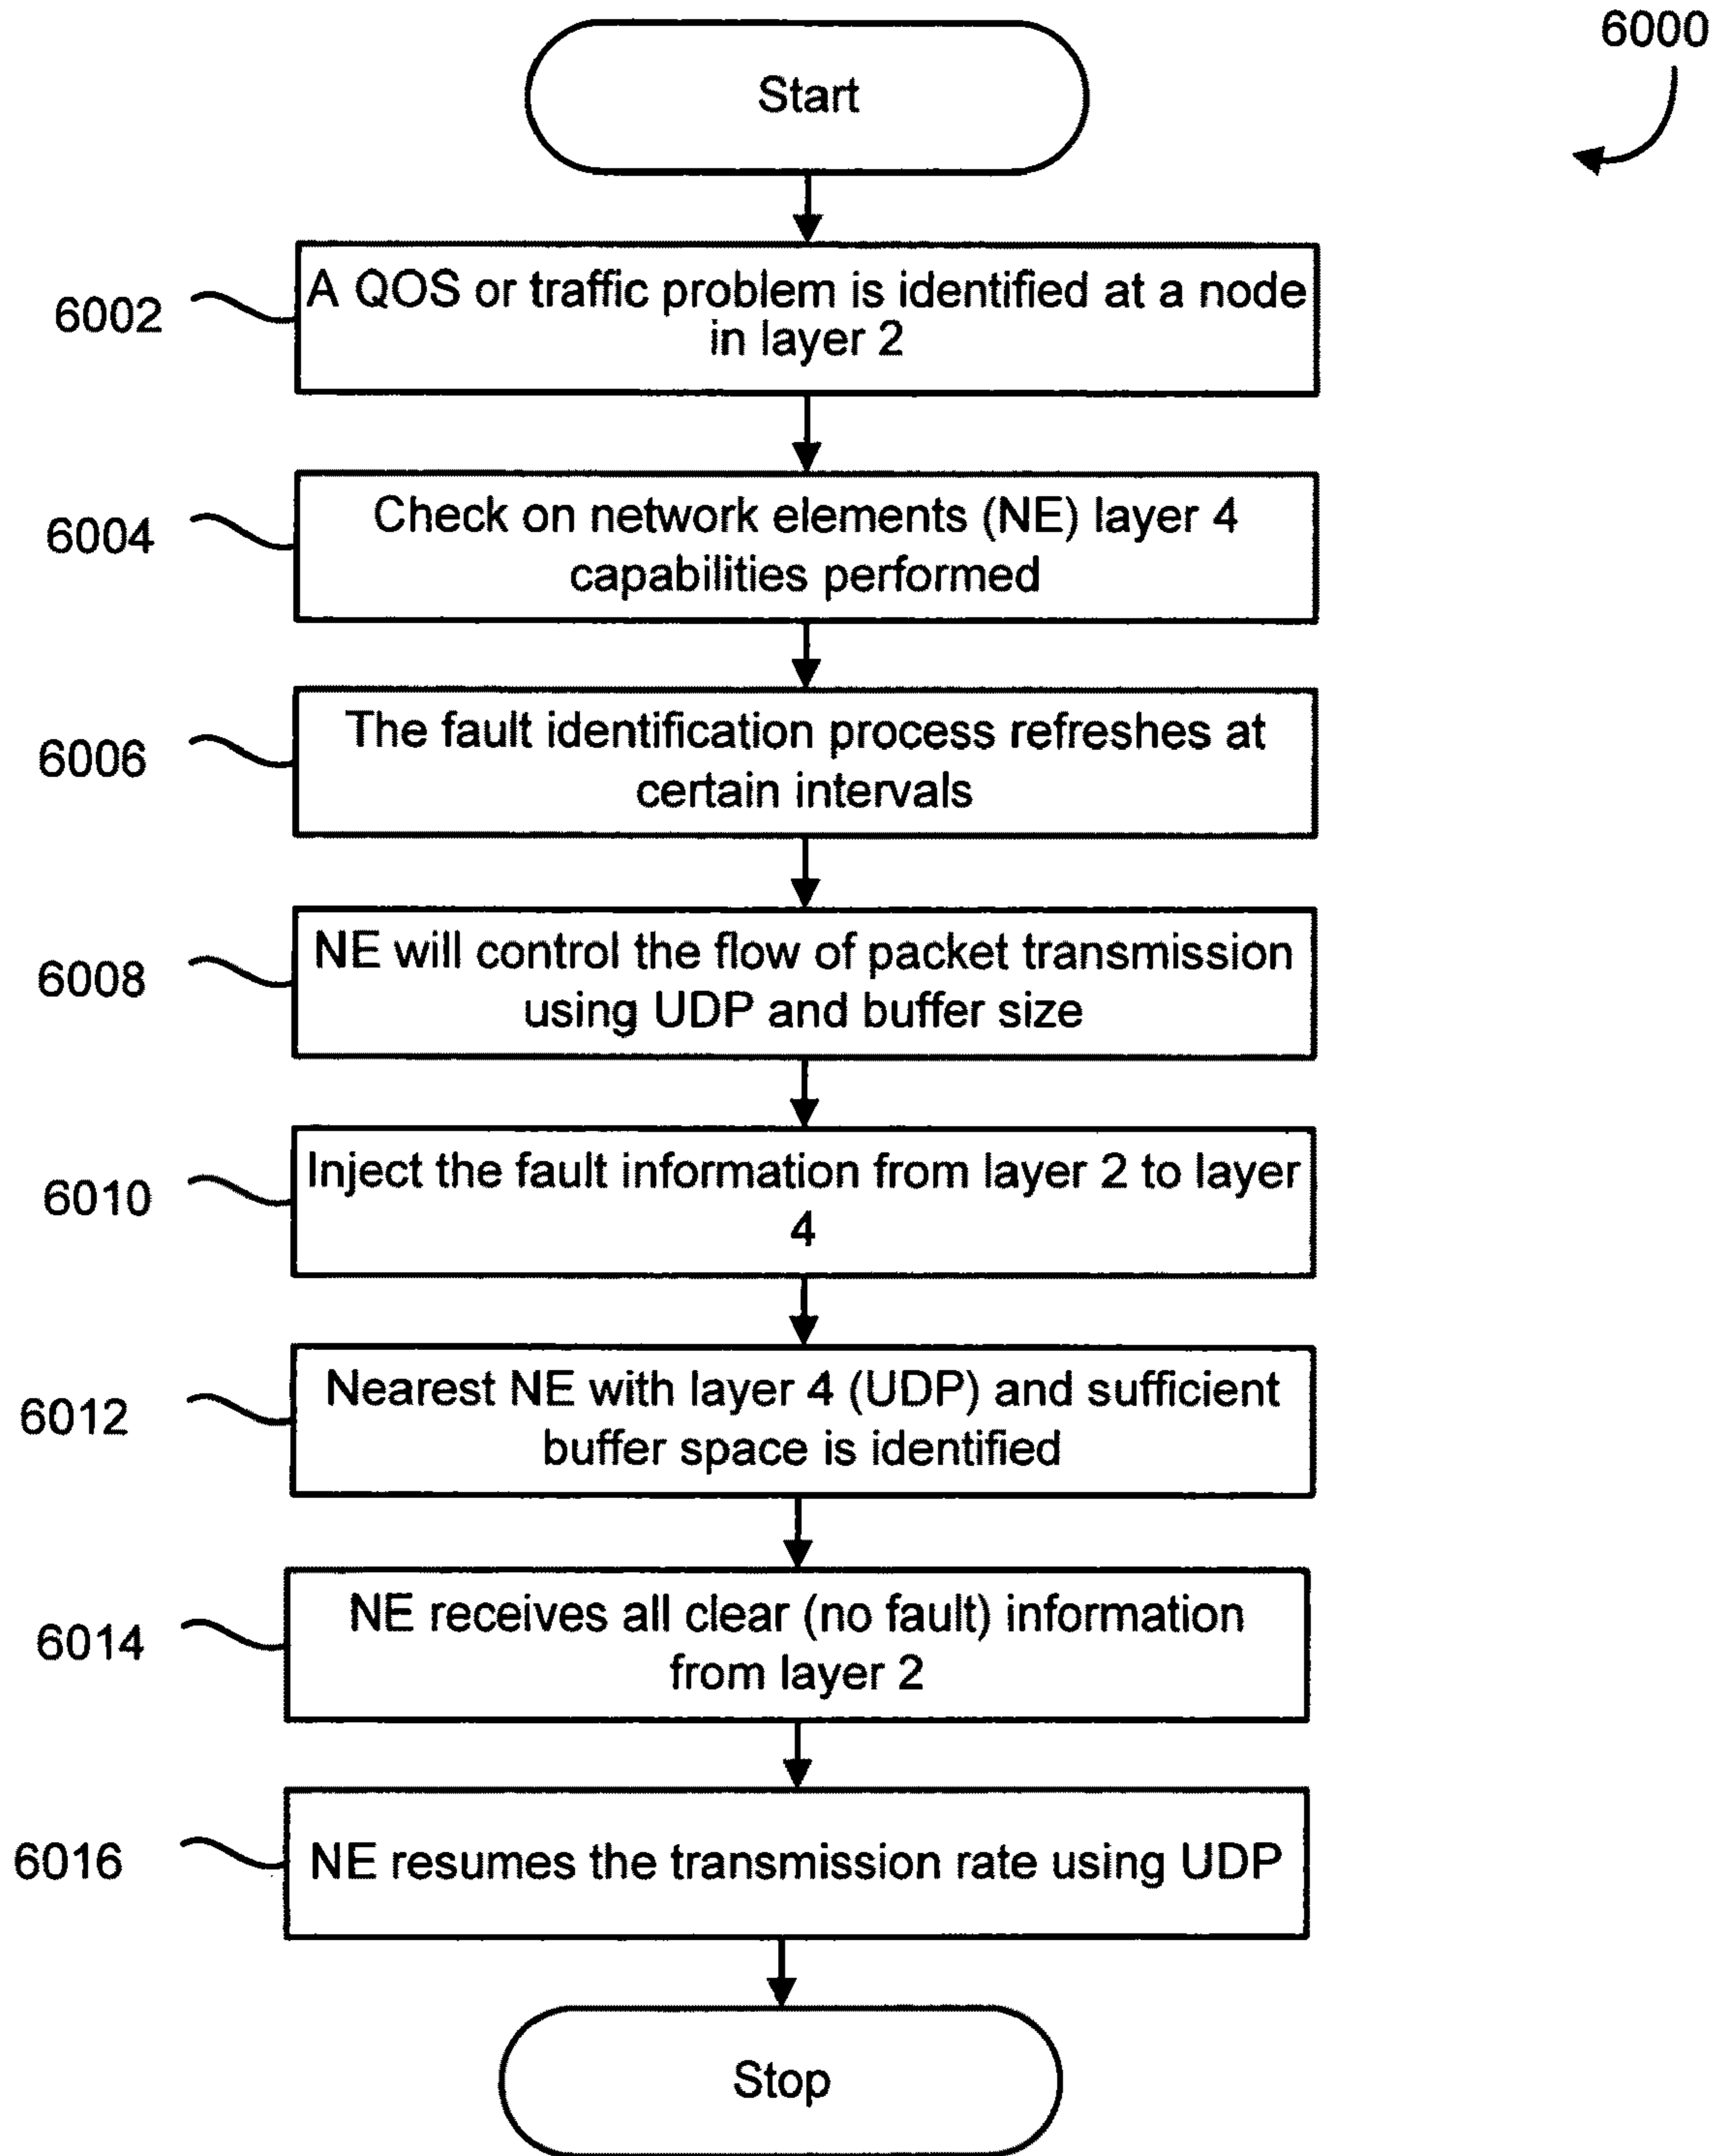 6000
Start
6002
A QOS or traffic problem is identified at a node
in layer 2
6004
Check on network elements (NE) layer 4
capabilities performed
6006
The fault identification process refreshes at
certain intervals
6008
NE will control the flow of packet transmission
using UDP and buffer size
6010
Inject the fault information from layer 2 to layer
4
6012
Nearest NE with layer 4 (UDP) and sufficient
buffer space is identified
6014
NE receives all clear (no fault) information
from layer 2
6016
NE resumes the transmission rate using UDP
Stop